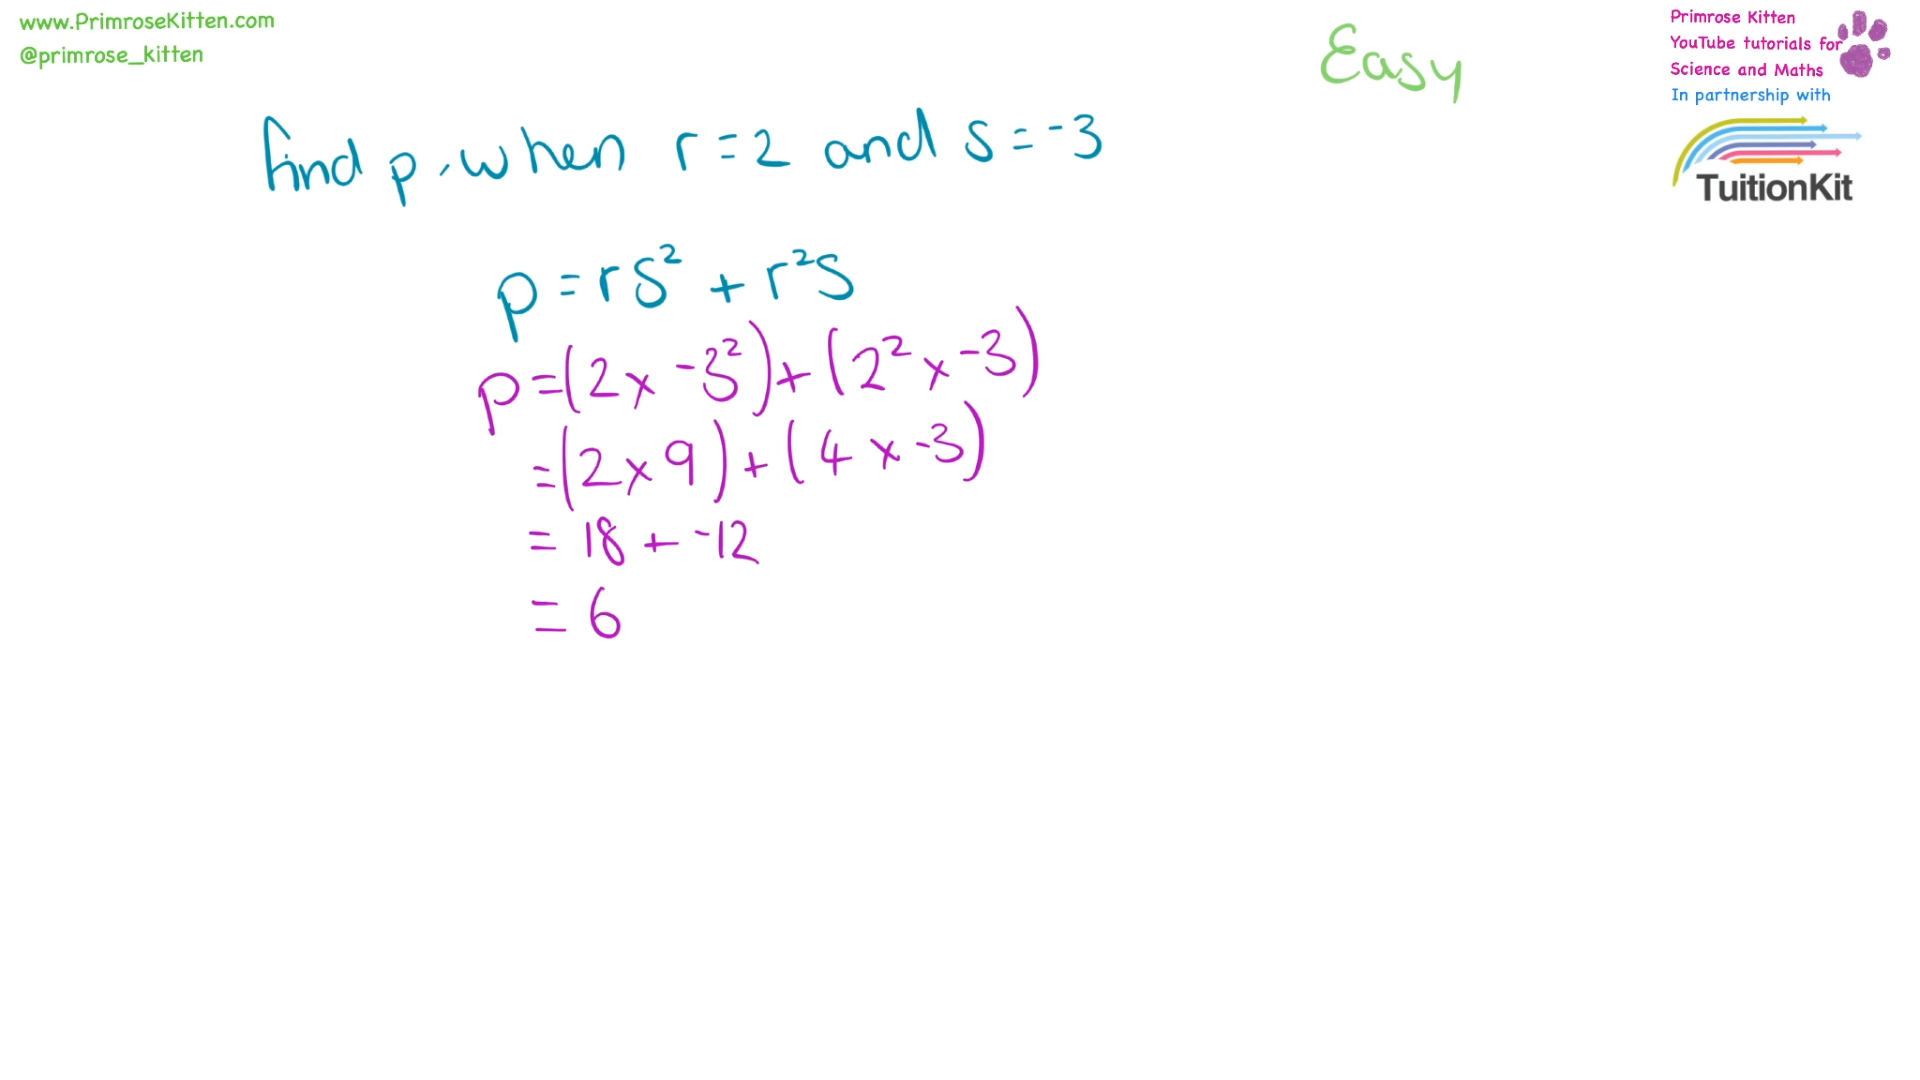 www.PrimroseKitten.com
@primrose_kitten
Easy
Primrose Kitten
YouTube tutorials for
Science and Maths
In partnership with
TuitionKit
find p, when r = 2 and s = -3
p = rs² + r²s
p = (2 x -3²) + (2² x -3)
= (2 x 9) + (4 x -3)
= 18 + -12
= 6